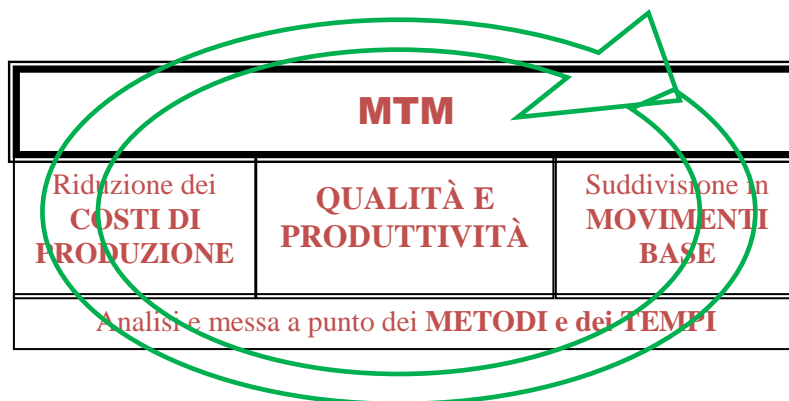 MTM
Riduzione dei
COSTI DI
PRODUZIONE
QUALITÀ E
PRODUTTIVITÀ
Suddivisione in
MOVIMENTI
BASE
Analisi e messa a punto dei METODI e dei TEMPI